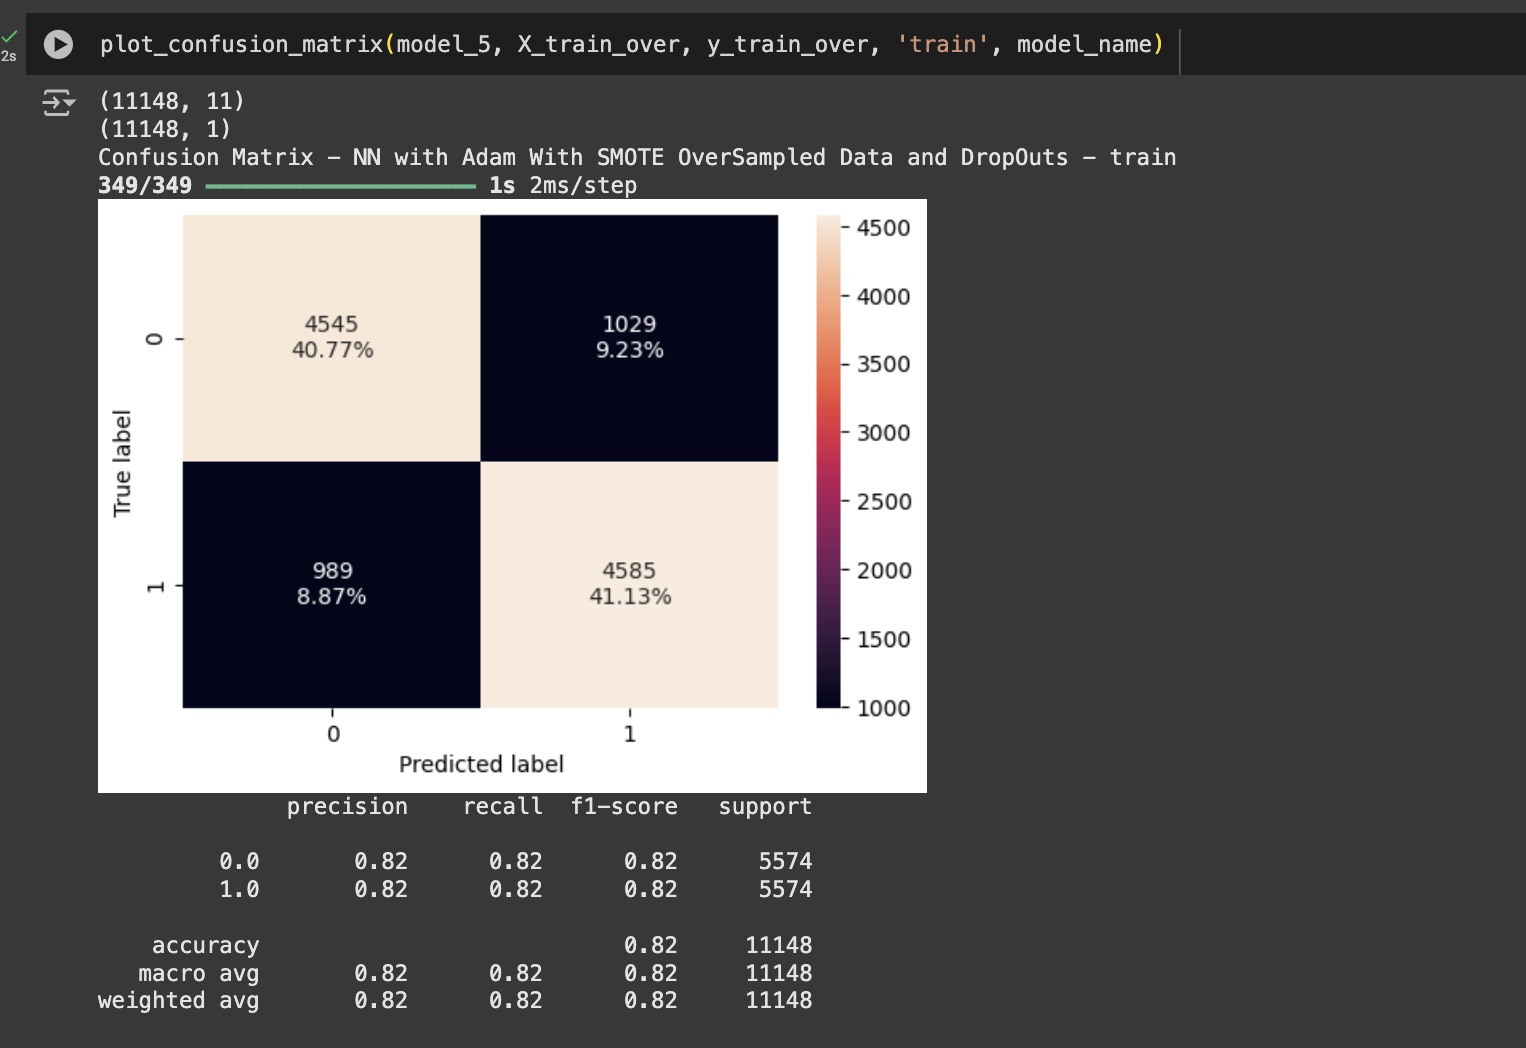 plot_confusion_matrix(model_5, X_train_over, y_train_over, 'train', model_name)
2s
(11148, 11)
(11148, 1)
Confusion Matrix - NN with Adam With SMOTE OverSampled Data and DropOuts - train
349/349 ━━━━━━━━━━━━━━━━━━━━ 1s 2ms/step
4545
40.77%
1029
9.23%
989
8.87%
4585
41.13%
0
1
True label
0
1
Predicted label
4500
4000
3500
3000
2500
2000
1500
1000
precision recall f1-score support
0.0 0.82 0.82 0.82 5574
1.0 0.82 0.82 0.82 5574
accuracy 0.82 11148
macro avg 0.82 0.82 0.82 11148
weighted avg 0.82 0.82 0.82 11148